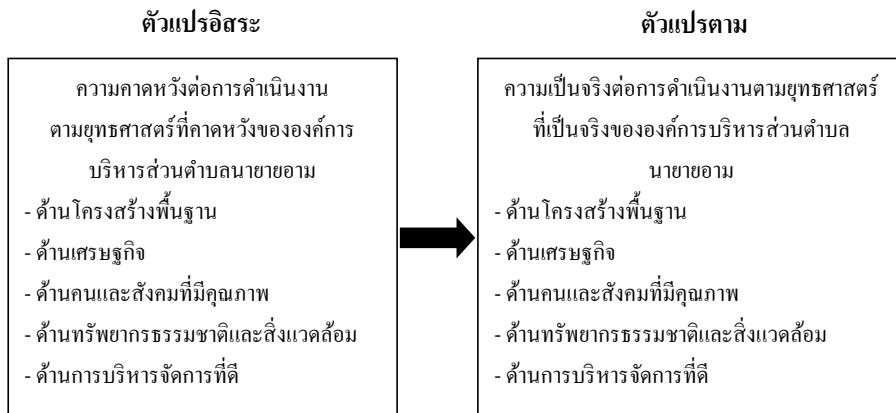 ตัวแปรอิสระ
ความคาดหวังต่อการดำเนินงาน
ตามยุทธศาสตร์ที่คาดหวังขององค์การ
บริหารส่วนตำบลนายายอาม
- ด้านโครงสร้างพื้นฐาน
- ด้านเศรษฐกิจ
- ด้านคนและสังคมที่มีคุณภาพ
- ด้านทรัพยากรธรรมชาติและสิ่งแวดล้อม
- ด้านการบริหารจัดการที่ดี
ตัวแปรตาม
ความเป็นจริงต่อการดำเนินงานตามยุทธศาสตร์
ที่เป็นจริงขององค์การบริหารส่วนตำบล
นายายอาม
- ด้านโครงสร้างพื้นฐาน
- ด้านเศรษฐกิจ
- ด้านคนและสังคมที่มีคุณภาพ
- ด้านทรัพยากรธรรมชาติและสิ่งแวดล้อม
- ด้านการบริหารจัดการที่ดี